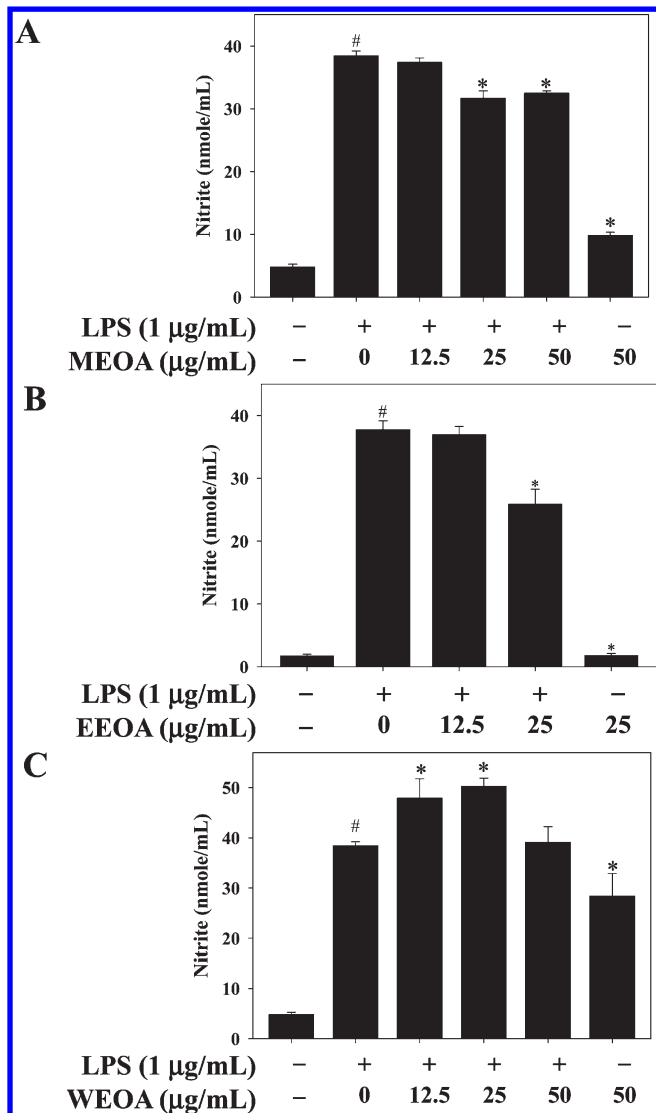 A
Nitrite (nmole/mL)
40
30
20
10
0
#
*
*
*
LPS (1 μg/mL) – + + + + –
MEOA (μg/mL) – 0 12.5 25 50 50
B
Nitrite (nmole/mL)
40
30
20
10
0
#
*
*
LPS (1 μg/mL) – + + + –
EEOA (μg/mL) – 0 12.5 25 25
C
Nitrite (nmole/mL)
50
40
30
20
10
0
#
*
*
*
LPS (1 μg/mL) – + + + + –
WEOA (μg/mL) – 0 12.5 25 50 50